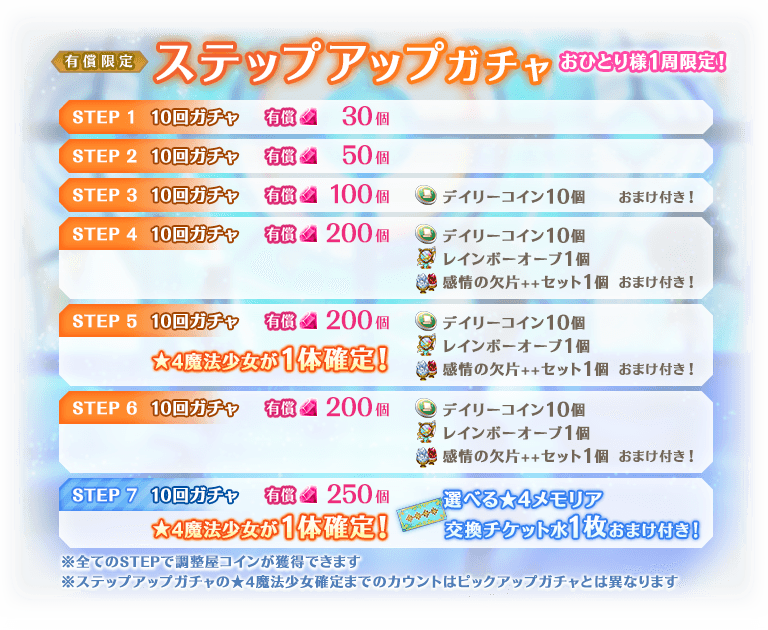 有償限定 ステップアップガチャ おひとり様1周限定!
STEP 1 10回ガチャ 有償 30個
STEP 2 10回ガチャ 有償 50個
STEP 3 10回ガチャ 有償 100個 デイリーコイン10個 おまけ付き!
STEP 4 10回ガチャ 有償 200個 デイリーコイン10個
レインボーオーブ1個
感情の欠片++セット1個 おまけ付き!
STEP 5 10回ガチャ 有償 200個 デイリーコイン10個
レインボーオーブ1個
★4魔法少女が1体確定!
感情の欠片++セット1個 おまけ付き!
STEP 6 10回ガチャ 有償 200個 デイリーコイン10個
レインボーオーブ1個
感情の欠片++セット1個 おまけ付き!
STEP 7 10回ガチャ 有償 250個 選べる★4メモリア
★4魔法少女が1体確定! 交換チケット水1枚おまけ付き!
※全てのSTEPで調整屋コインが獲得できます
※ステップアップガチャの★4魔法少女確定までのカウントはピックアップガチャとは異なります